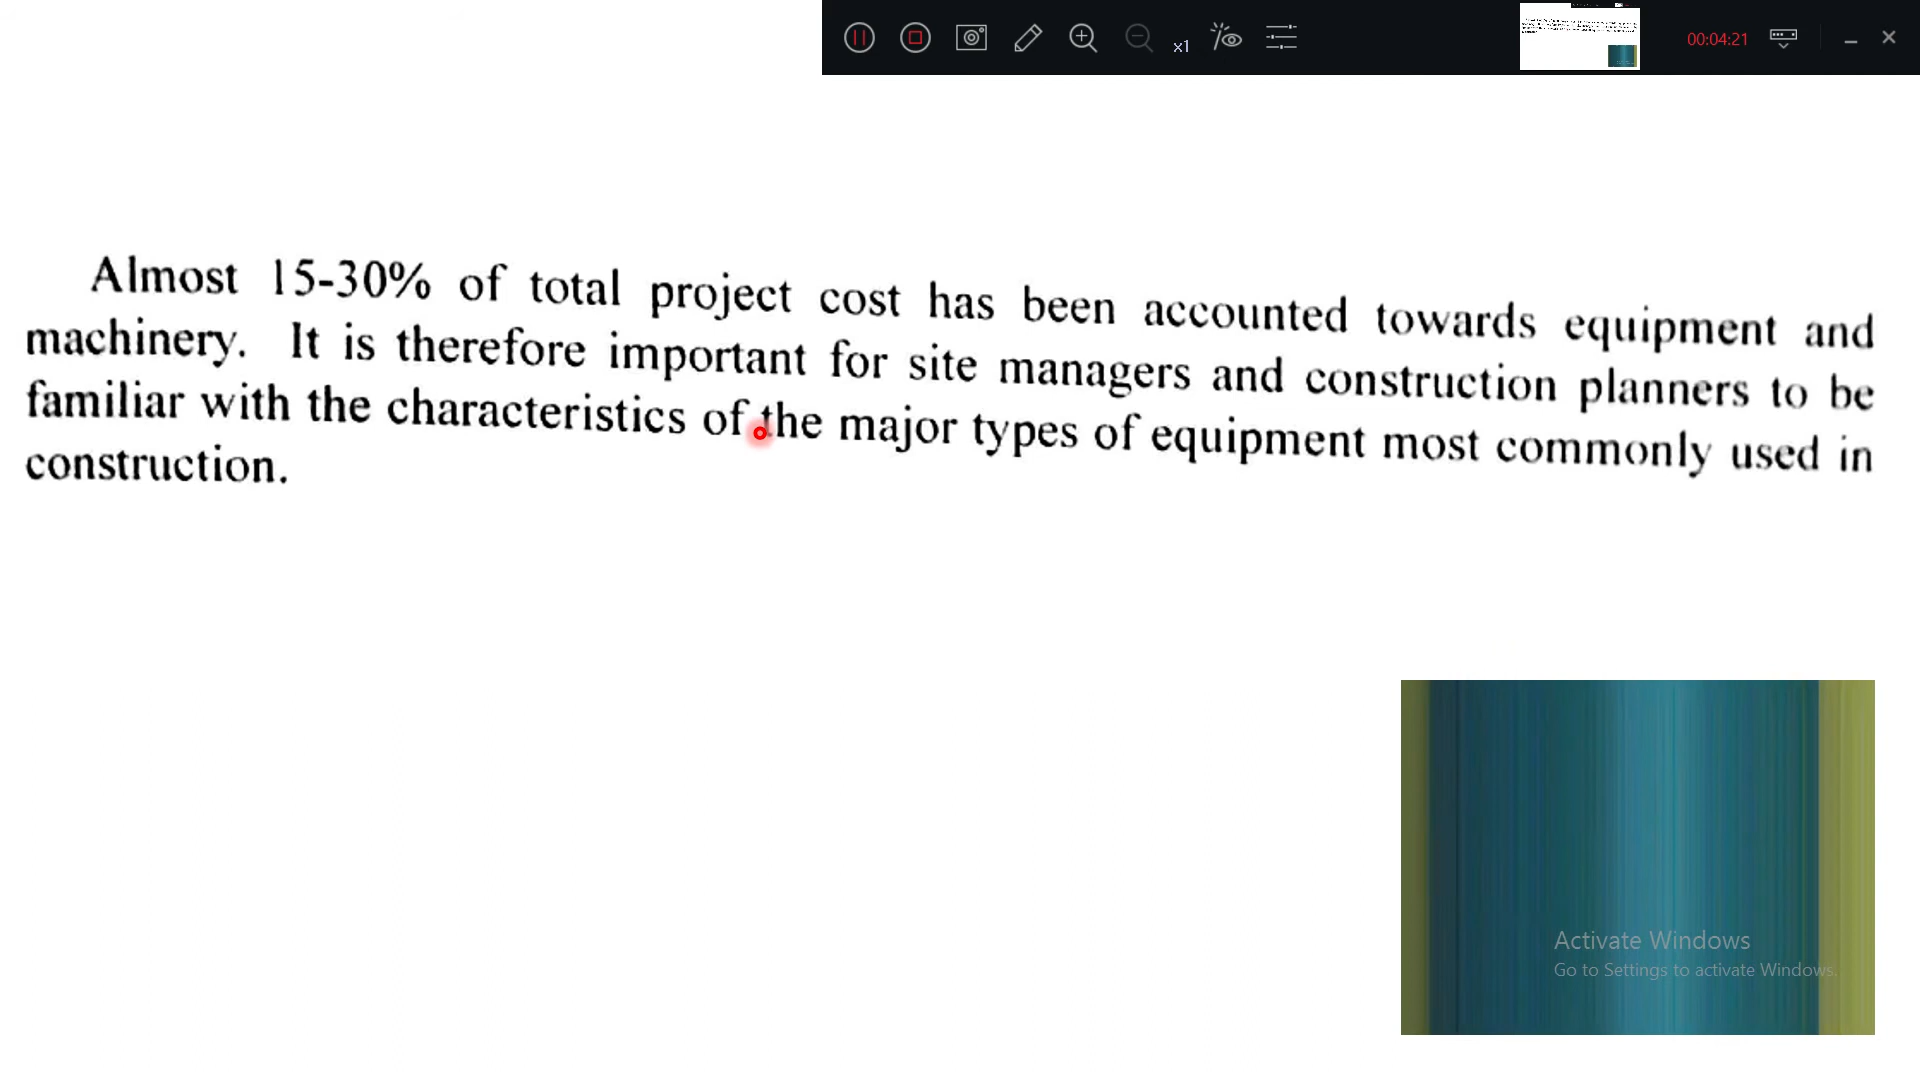 x1
00:04:21
Almost 15-30% of total project cost has been accounted towards equipment and
machinery. It is therefore important for site managers and construction planners to be
familiar with the characteristics of the major types of equipment most commonly used in
construction.
Activate Windows
Go to Settings to activate Windows.